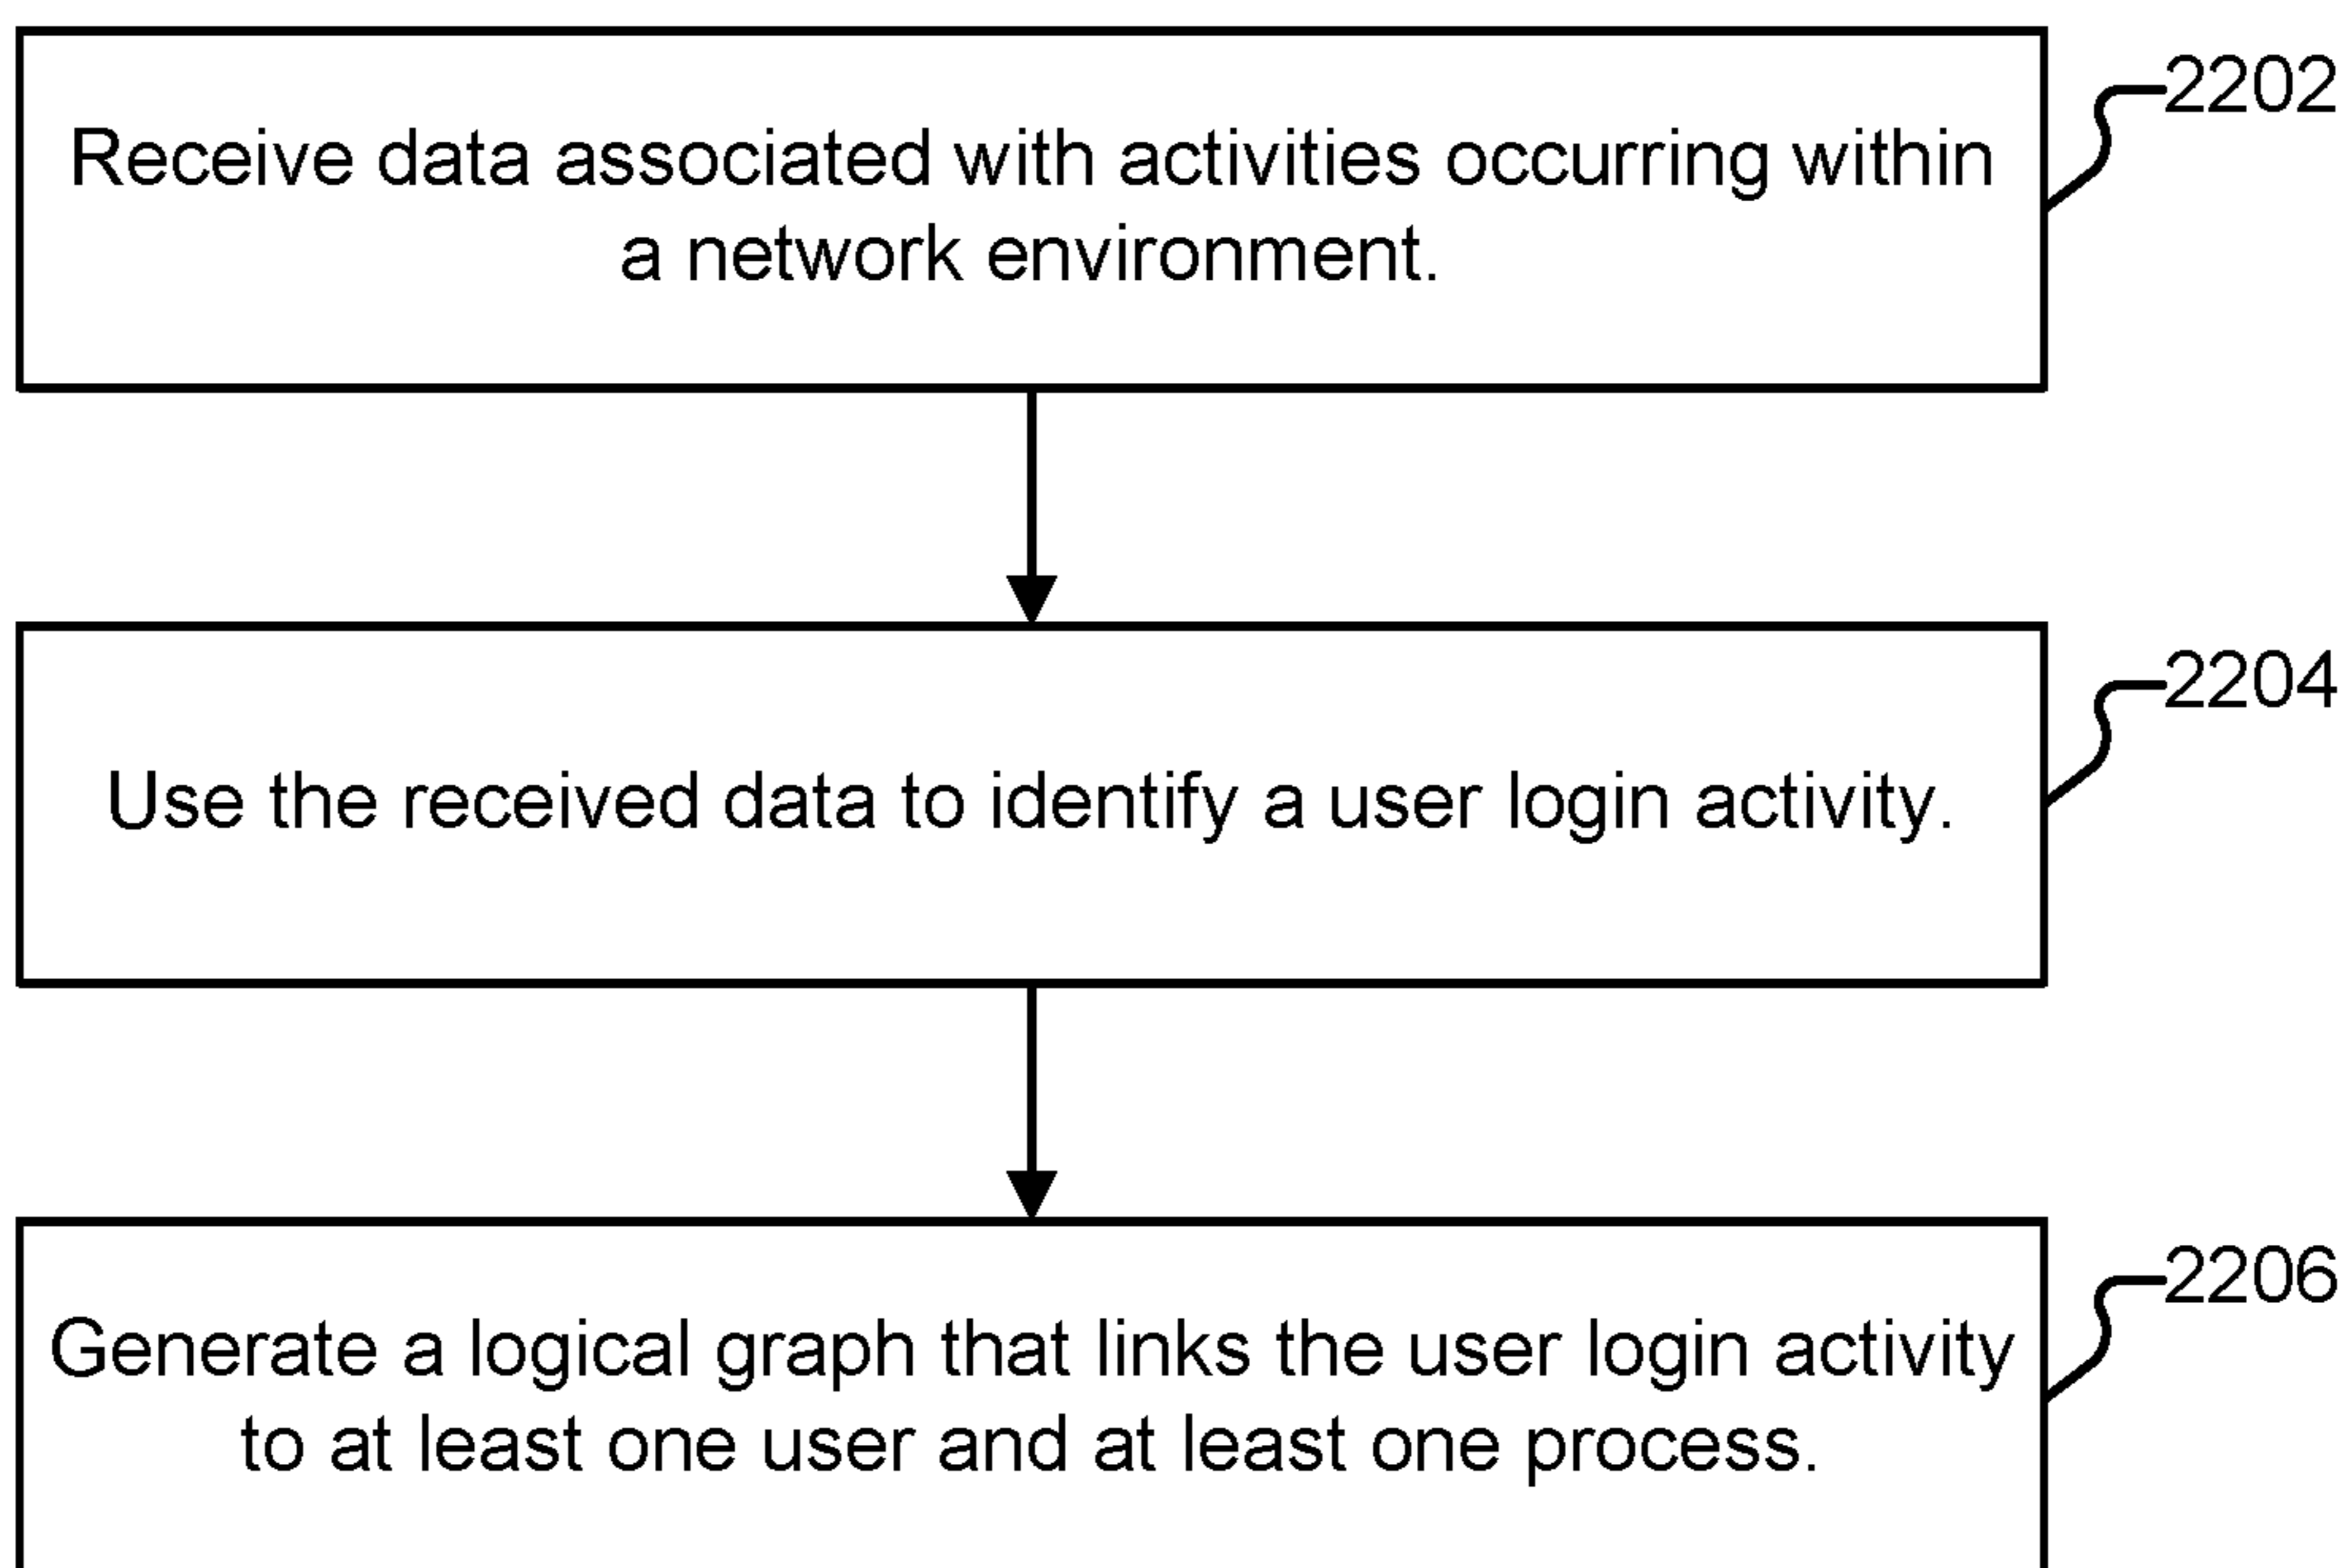 2202
Receive data associated with activities occurring within
a network environment.
2204
Use the received data to identify a user login activity.
2206
Generate a logical graph that links the user login activity
to at least one user and at least one process.